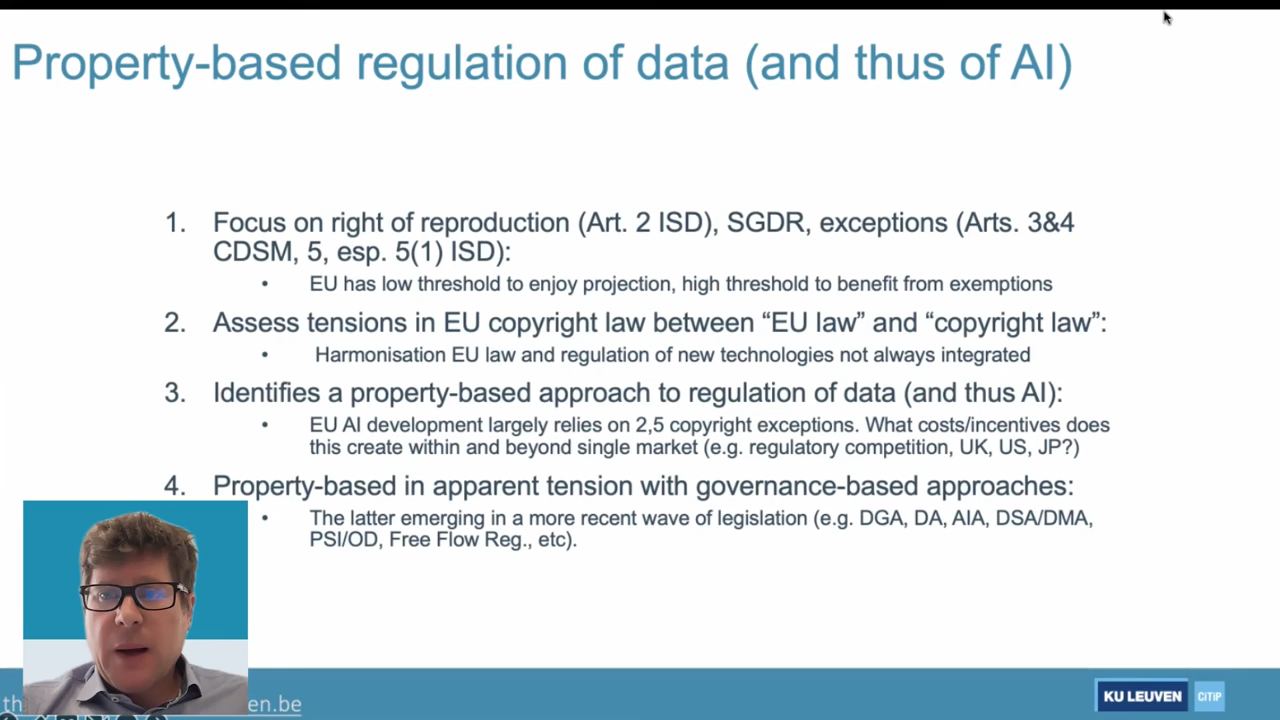 Property-based regulation of data (and thus of AI)
1. Focus on right of reproduction (Art. 2 ISD), SGDR, exceptions (Arts. 3&4
CDSM, 5, esp. 5(1) ISD):
• EU has low threshold to enjoy projection, high threshold to benefit from exemptions
2. Assess tensions in EU copyright law between “EU law” and “copyright law”:
• Harmonisation EU law and regulation of new technologies not always integrated
3. Identifies a property-based approach to regulation of data (and thus AI):
• EU AI development largely relies on 2,5 copyright exceptions. What costs/incentives does
this create within and beyond single market (e.g. regulatory competition, UK, US, JP?)
4. Property-based in apparent tension with governance-based approaches:
• The latter emerging in a more recent wave of legislation (e.g. DGA, DA, AIA, DSA/DMA,
PSI/OD, Free Flow Reg., etc).
th
en.be
KU LEUVEN CiTiP